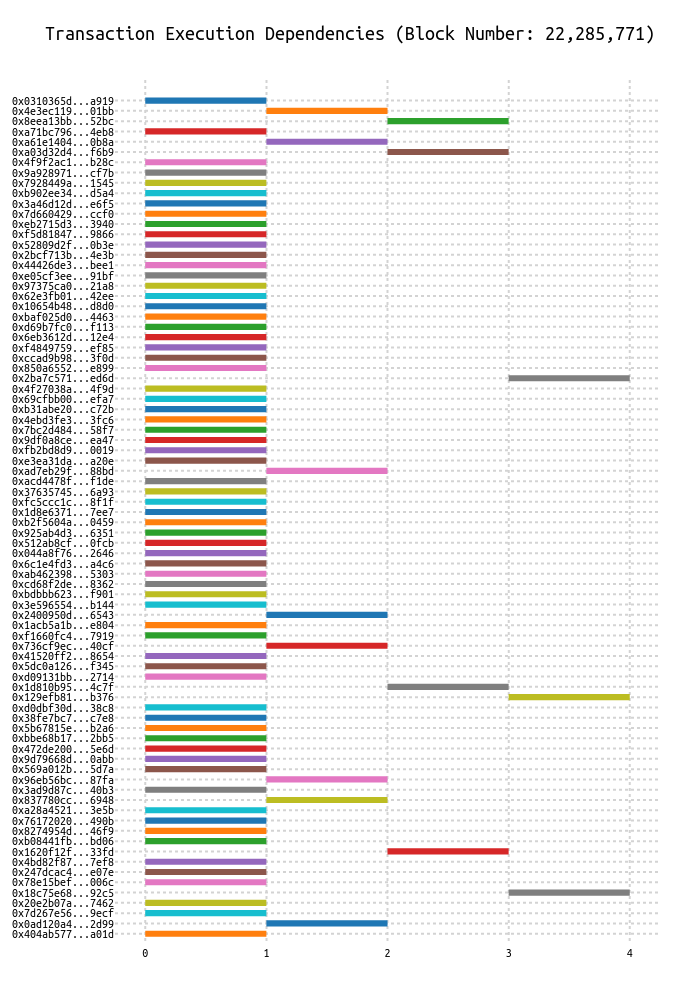 Transaction Execution Dependencies (Block Number: 22,285,771)
0x0310365d...a919
0x4e3ec119...01bb
0x8eea13bb...52bc
0xa71bc796...4eb8
0xa61e1404...0b8a
0xa03d32d4...f6b9
0x4f9f2ac1...b28c
0x9a928971...cf7b
0x7928449a...1545
0xb902ee34...d5a4
0x3a46d12d...e6f5
0x7d660429...ccf0
0xeb2715d3...3940
0xf5d81847...9866
0x52809d2f...0b3e
0x2bcf713b...4e3b
0x44426de3...bee1
0xe05cf3ee...91bf
0x97375ca0...21a8
0x62e3fb01...42ee
0x10654b48...d8d0
0xbaf025d0...4463
0xd69b7fc0...f113
0x6eb3612d...12e4
0xf4849759...ef85
0xccad9b98...3f0d
0x850a6552...e899
0x2ba7c571...ed6d
0x4f27038a...4f9d
0x69cfbb00...efa7
0xb31abe20...c72b
0x4ebd3fe3...3fc6
0x7bc2d484...58f7
0x9df0a8ce...ea47
0xfb2bd8d9...0019
0xe3ea31da...a20e
0xad7eb29f...88bd
0xacd4478f...f1de
0x37635745...6a93
0xfc5ccc1c...8f1f
0x1d8e6371...7ee7
0xb2f5604a...0459
0x925ab4d3...6351
0x512ab8cf...0fcb
0x044a8f76...2646
0x6c1e4fd3...a4c6
0xab462398...5303
0xcd68f2de...8362
0xbdbbb623...f901
0x3e596554...b144
0x2400950d...6543
0x1acb5a1b...e804
0xf1660fc4...7919
0x736cf9ec...40cf
0x41520ff2...8654
0x5dc0a126...f345
0xd09131bb...2714
0x1d810b95...4c7f
0x129efb81...b376
0xd0dbf30d...38c8
0x38fe7bc7...c7e8
0x5b67815e...b2a6
0xbbe68b17...2bb5
0x472de200...5e6d
0x9d79668d...0abb
0x569a012b...5d7a
0x96eb56bc...87fa
0x3ad9d87c...40b3
0x837780cc...6948
0xa28a4521...3e5b
0x76172020...490b
0x8274954d...46f9
0xb08441fb...bd06
0x1620f12f...33fd
0x4bd82f87...7ef8
0x247dcac4...e07e
0x78e15bef...006c
0x18c75e68...92c5
0x20e2b07a...7462
0x7d267e56...9ecf
0x0ad120a4...2d99
0x404ab577...a01d
0 1 2 3 4